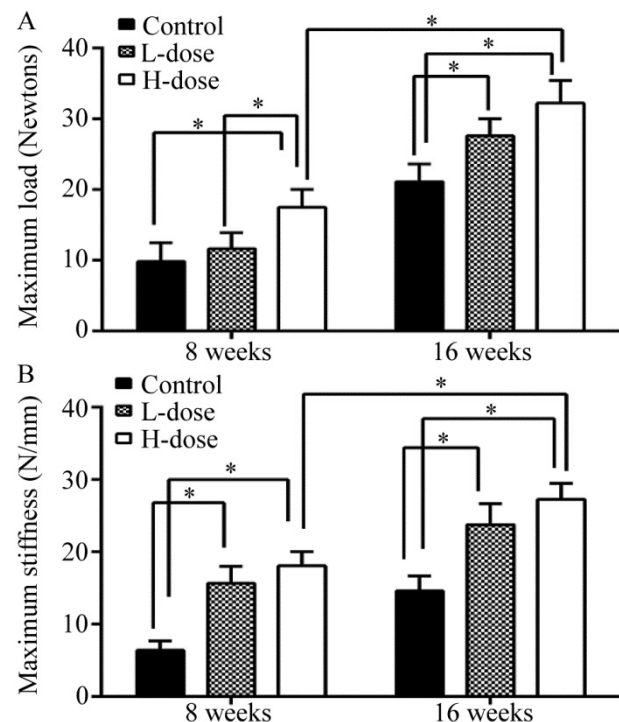 A
Maximum load (Newtons)
40
30
20
10
0
Control
L-dose
H-dose
*
*
*
*
*
8 weeks
16 weeks
B
Maximum stiffness (N/mm)
40
30
20
10
0
Control
L-dose
H-dose
*
*
*
*
*
8 weeks
16 weeks